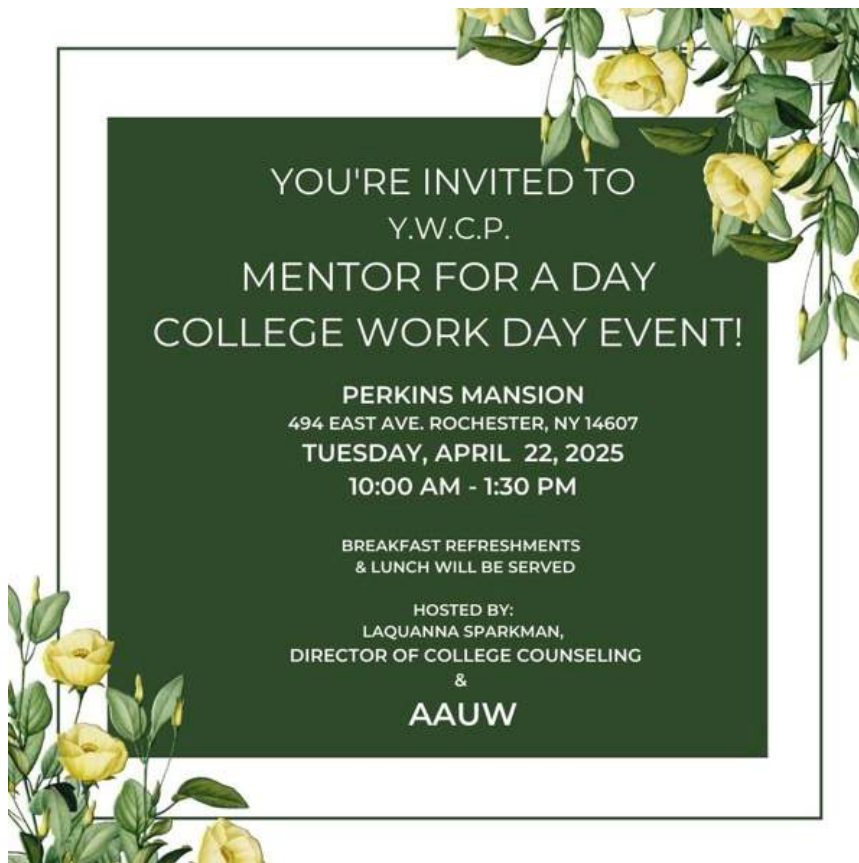 YOU'RE INVITED TO
Y.W.C.P.
MENTOR FOR A DAY
COLLEGE WORK DAY EVENT!
PERKINS MANSION
494 EAST AVE. ROCHESTER, NY 14607
TUESDAY, APRIL 22, 2025
10:00 AM - 1:30 PM
BREAKFAST REFRESHMENTS
& LUNCH WILL BE SERVED
HOSTED BY:
LAQUANNA SPARKMAN,
DIRECTOR OF COLLEGE COUNSELING
&
AAUW